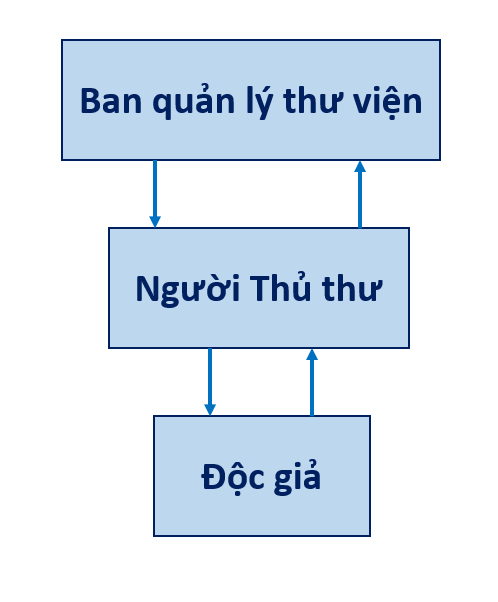 Ban quản lý thư viện
Người Thủ thư
Độc giả